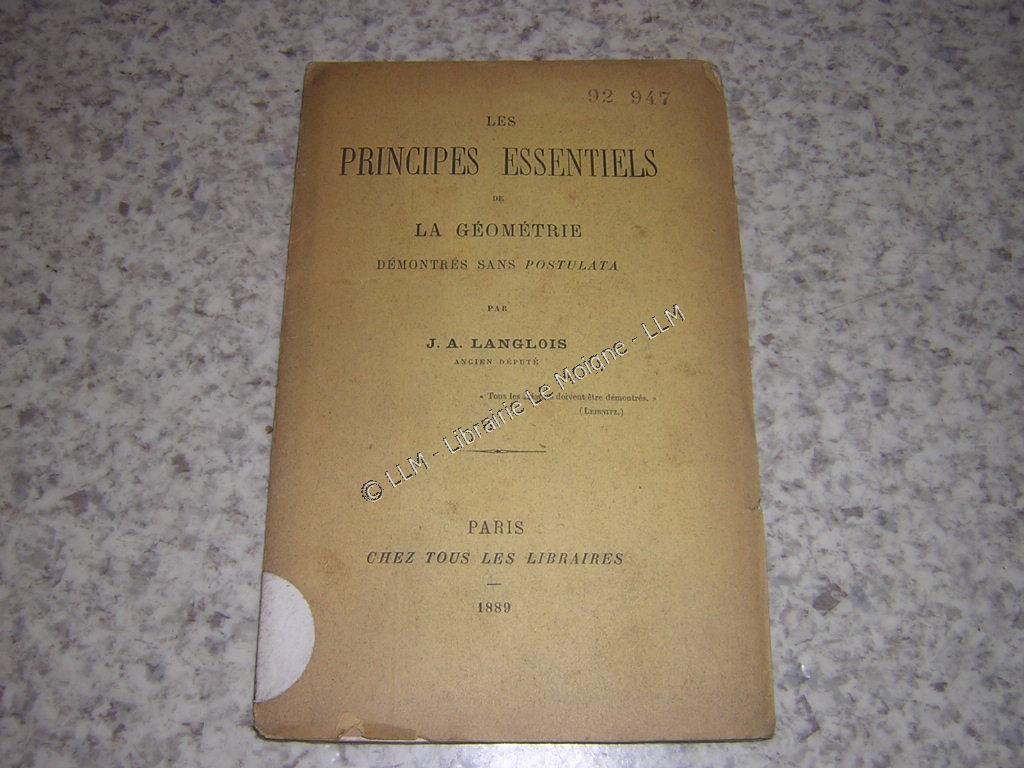 92 947
LES
PRINCIPES ESSENTIELS
DE
LA GÉOMÉTRIE
DÉMONTRÉS SANS POSTULATA
PAR
J. A. LANGLOIS
ANCIEN DÉPUTÉ
« Tous les doivent être démontrés. »
(LEIBNITZ.)
© LLM - Librairie Le Moigne - LLM
PARIS
CHEZ TOUS LES LIBRAIRES
1889